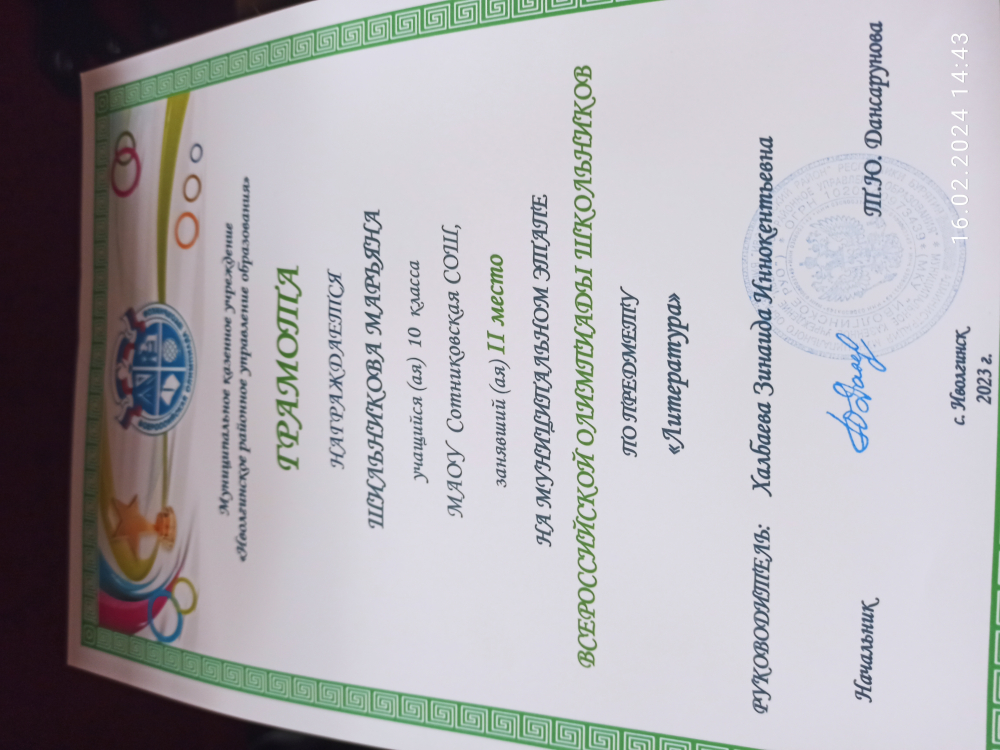 Муниципальное казенное учреждение
«Иволгинское районное управление образования»
ГРАМОТА
НАГРАЖДАЕТСЯ
ШИЛЬНИКОВА МАРЬЯНА
учащийся (ая) 10 класса
МАОУ Сотниковская СОШ,
занявший (ая) II место
НА МУНИЦИПАЛЬНОМ ЭТАПЕ
ВСЕРОССИЙСКОЙ ОЛИМПИАДЫ ШКОЛЬНИКОВ
ПО ПРЕДМЕТУ
«Литература»
РУКОВОДИТЕЛЬ: Халбаева Зинаида Иннокентьевна
Начальник Т.Ю. Дансарунова
с. Иволгинск
2023 г.
16.02.2024 14:43